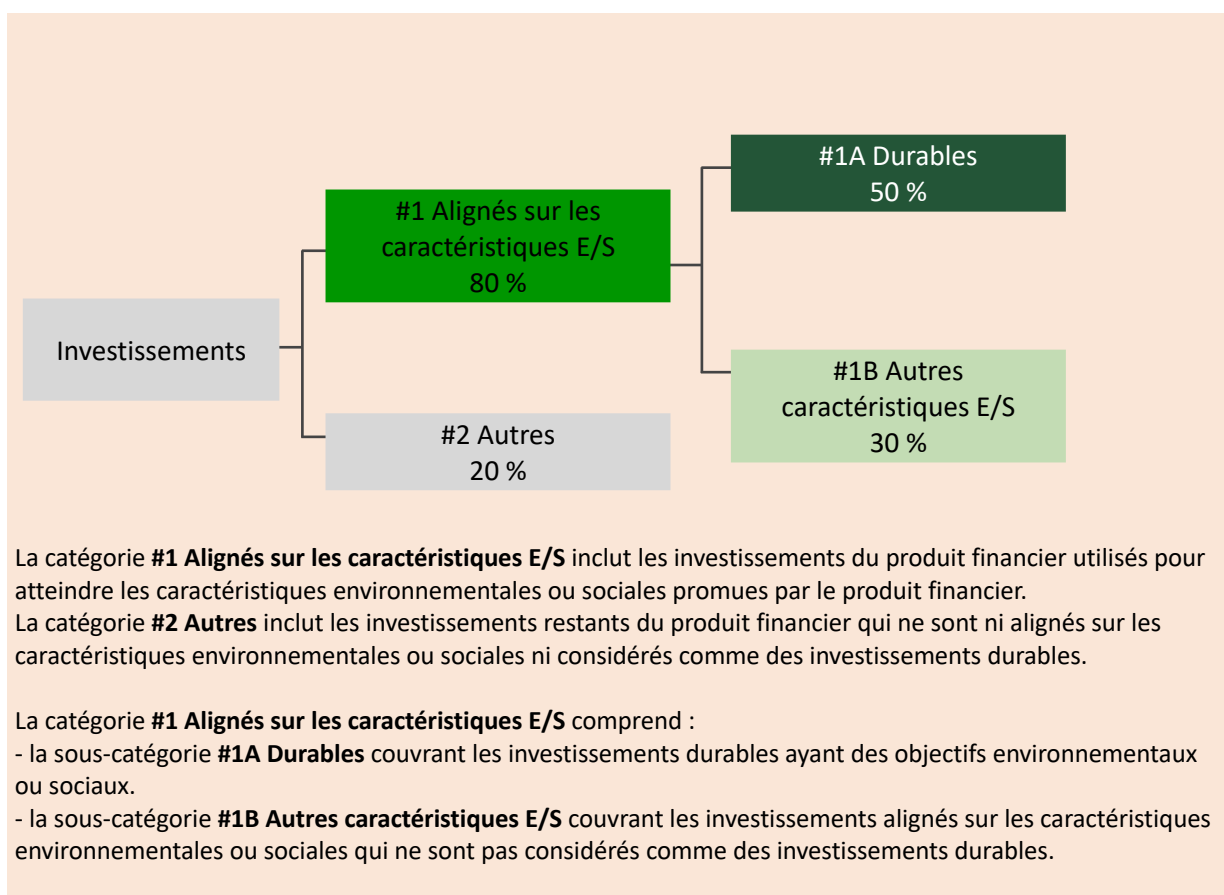 #1A Durables
50 %
#1 Alignés sur les
caractéristiques E/S
80 %
Investissements
#1B Autres
caractéristiques E/S
30 %
#2 Autres
20 %
La catégorie #1 Alignés sur les caractéristiques E/S inclut les investissements du produit financier utilisés pour
atteindre les caractéristiques environnementales ou sociales promues par le produit financier.
La catégorie #2 Autres inclut les investissements restants du produit financier qui ne sont ni alignés sur les
caractéristiques environnementales ou sociales ni considérés comme des investissements durables.
La catégorie #1 Alignés sur les caractéristiques E/S comprend :
- la sous-catégorie #1A Durables couvrant les investissements durables ayant des objectifs environnementaux
ou sociaux.
- la sous-catégorie #1B Autres caractéristiques E/S couvrant les investissements alignés sur les caractéristiques
environnementales ou sociales qui ne sont pas considérés comme des investissements durables.